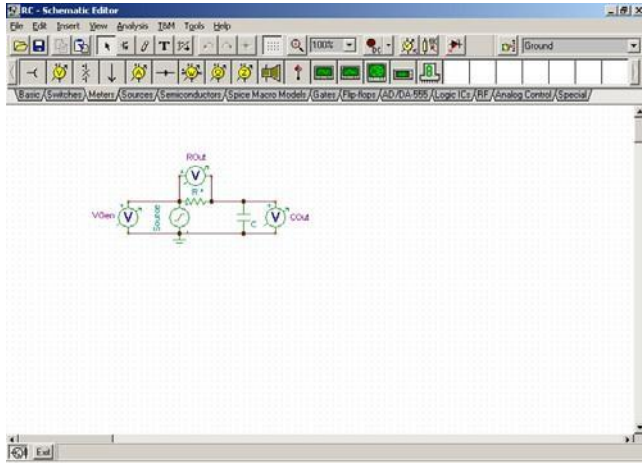 RC - Schematic Editor
File Edit Insert View Analysis T&M Tools Help
100% Ground
Basic Switches Meters Sources Semiconductors Spice Macro Models Gates Flip-flops AD/DA-555 Logic ICs RF Analog Control Special
ROut
V
R *
VGen V Source C V COut
Exit